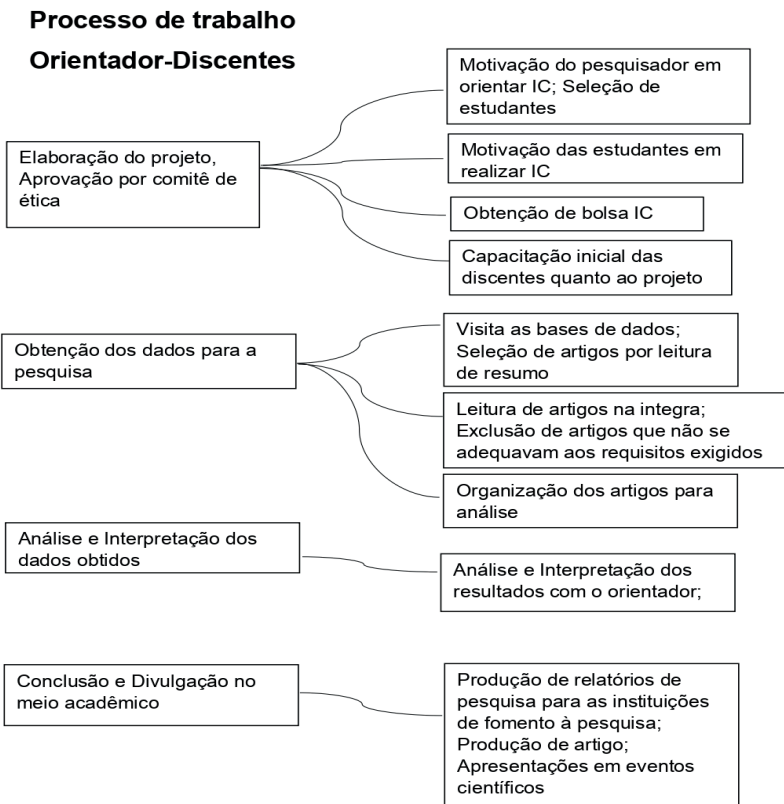 Processo de trabalho
Orientador-Discentes
Elaboração do projeto,
Aprovação por comitê de
ética
Motivação do pesquisador em
orientar IC; Seleção de
estudantes
Motivação das estudantes em
realizar IC
Obtenção de bolsa IC
Capacitação inicial das
discentes quanto ao projeto
Obtenção dos dados para a
pesquisa
Visita as bases de dados;
Seleção de artigos por leitura
de resumo
Leitura de artigos na integra;
Exclusão de artigos que não se
adequavam aos requisitos exigidos
Organização dos artigos para
análise
Análise e Interpretação dos
dados obtidos
Análise e Interpretação dos
resultados com o orientador;
Conclusão e Divulgação no
meio acadêmico
Produção de relatórios de
pesquisa para as instituições
de fomento à pesquisa;
Produção de artigo;
Apresentações em eventos
científicos